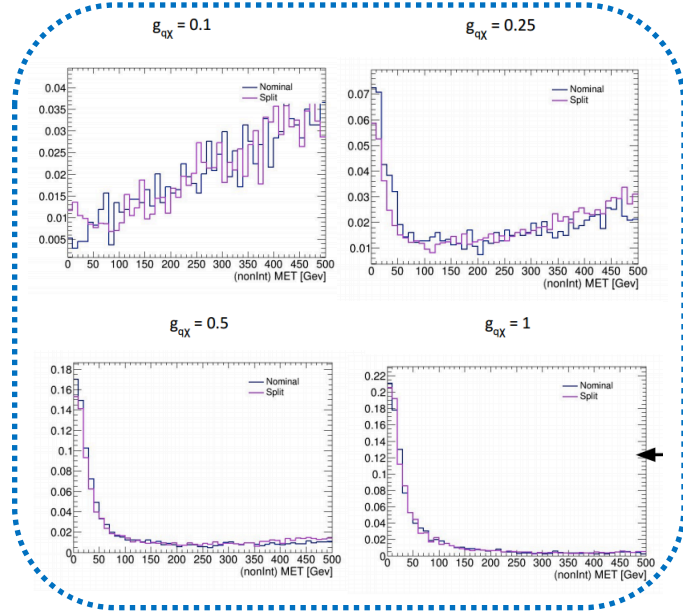 g_qχ = 0.1
g_qχ = 0.25
Nominal
Split
0.04
0.035
0.03
0.025
0.02
0.015
0.01
0.005
0 50 100 150 200 250 300 350 400 450 500
(nonInt) MET [Gev]
Nominal
Split
0.07
0.06
0.05
0.04
0.03
0.02
0.01
0 50 100 150 200 250 300 350 400 450 500
(nonInt) MET [Gev]
g_qχ = 0.5
g_qχ = 1
Nominal
Split
0.18
0.16
0.14
0.12
0.1
0.08
0.06
0.04
0.02
0
0 50 100 150 200 250 300 350 400 450 500
(nonInt) MET [GeV]
Nominal
Split
0.22
0.2
0.18
0.16
0.14
0.12
0.1
0.08
0.06
0.04
0.02
0
0 50 100 150 200 250 300 350 400 450 500
(nonInt) MET [GeV]